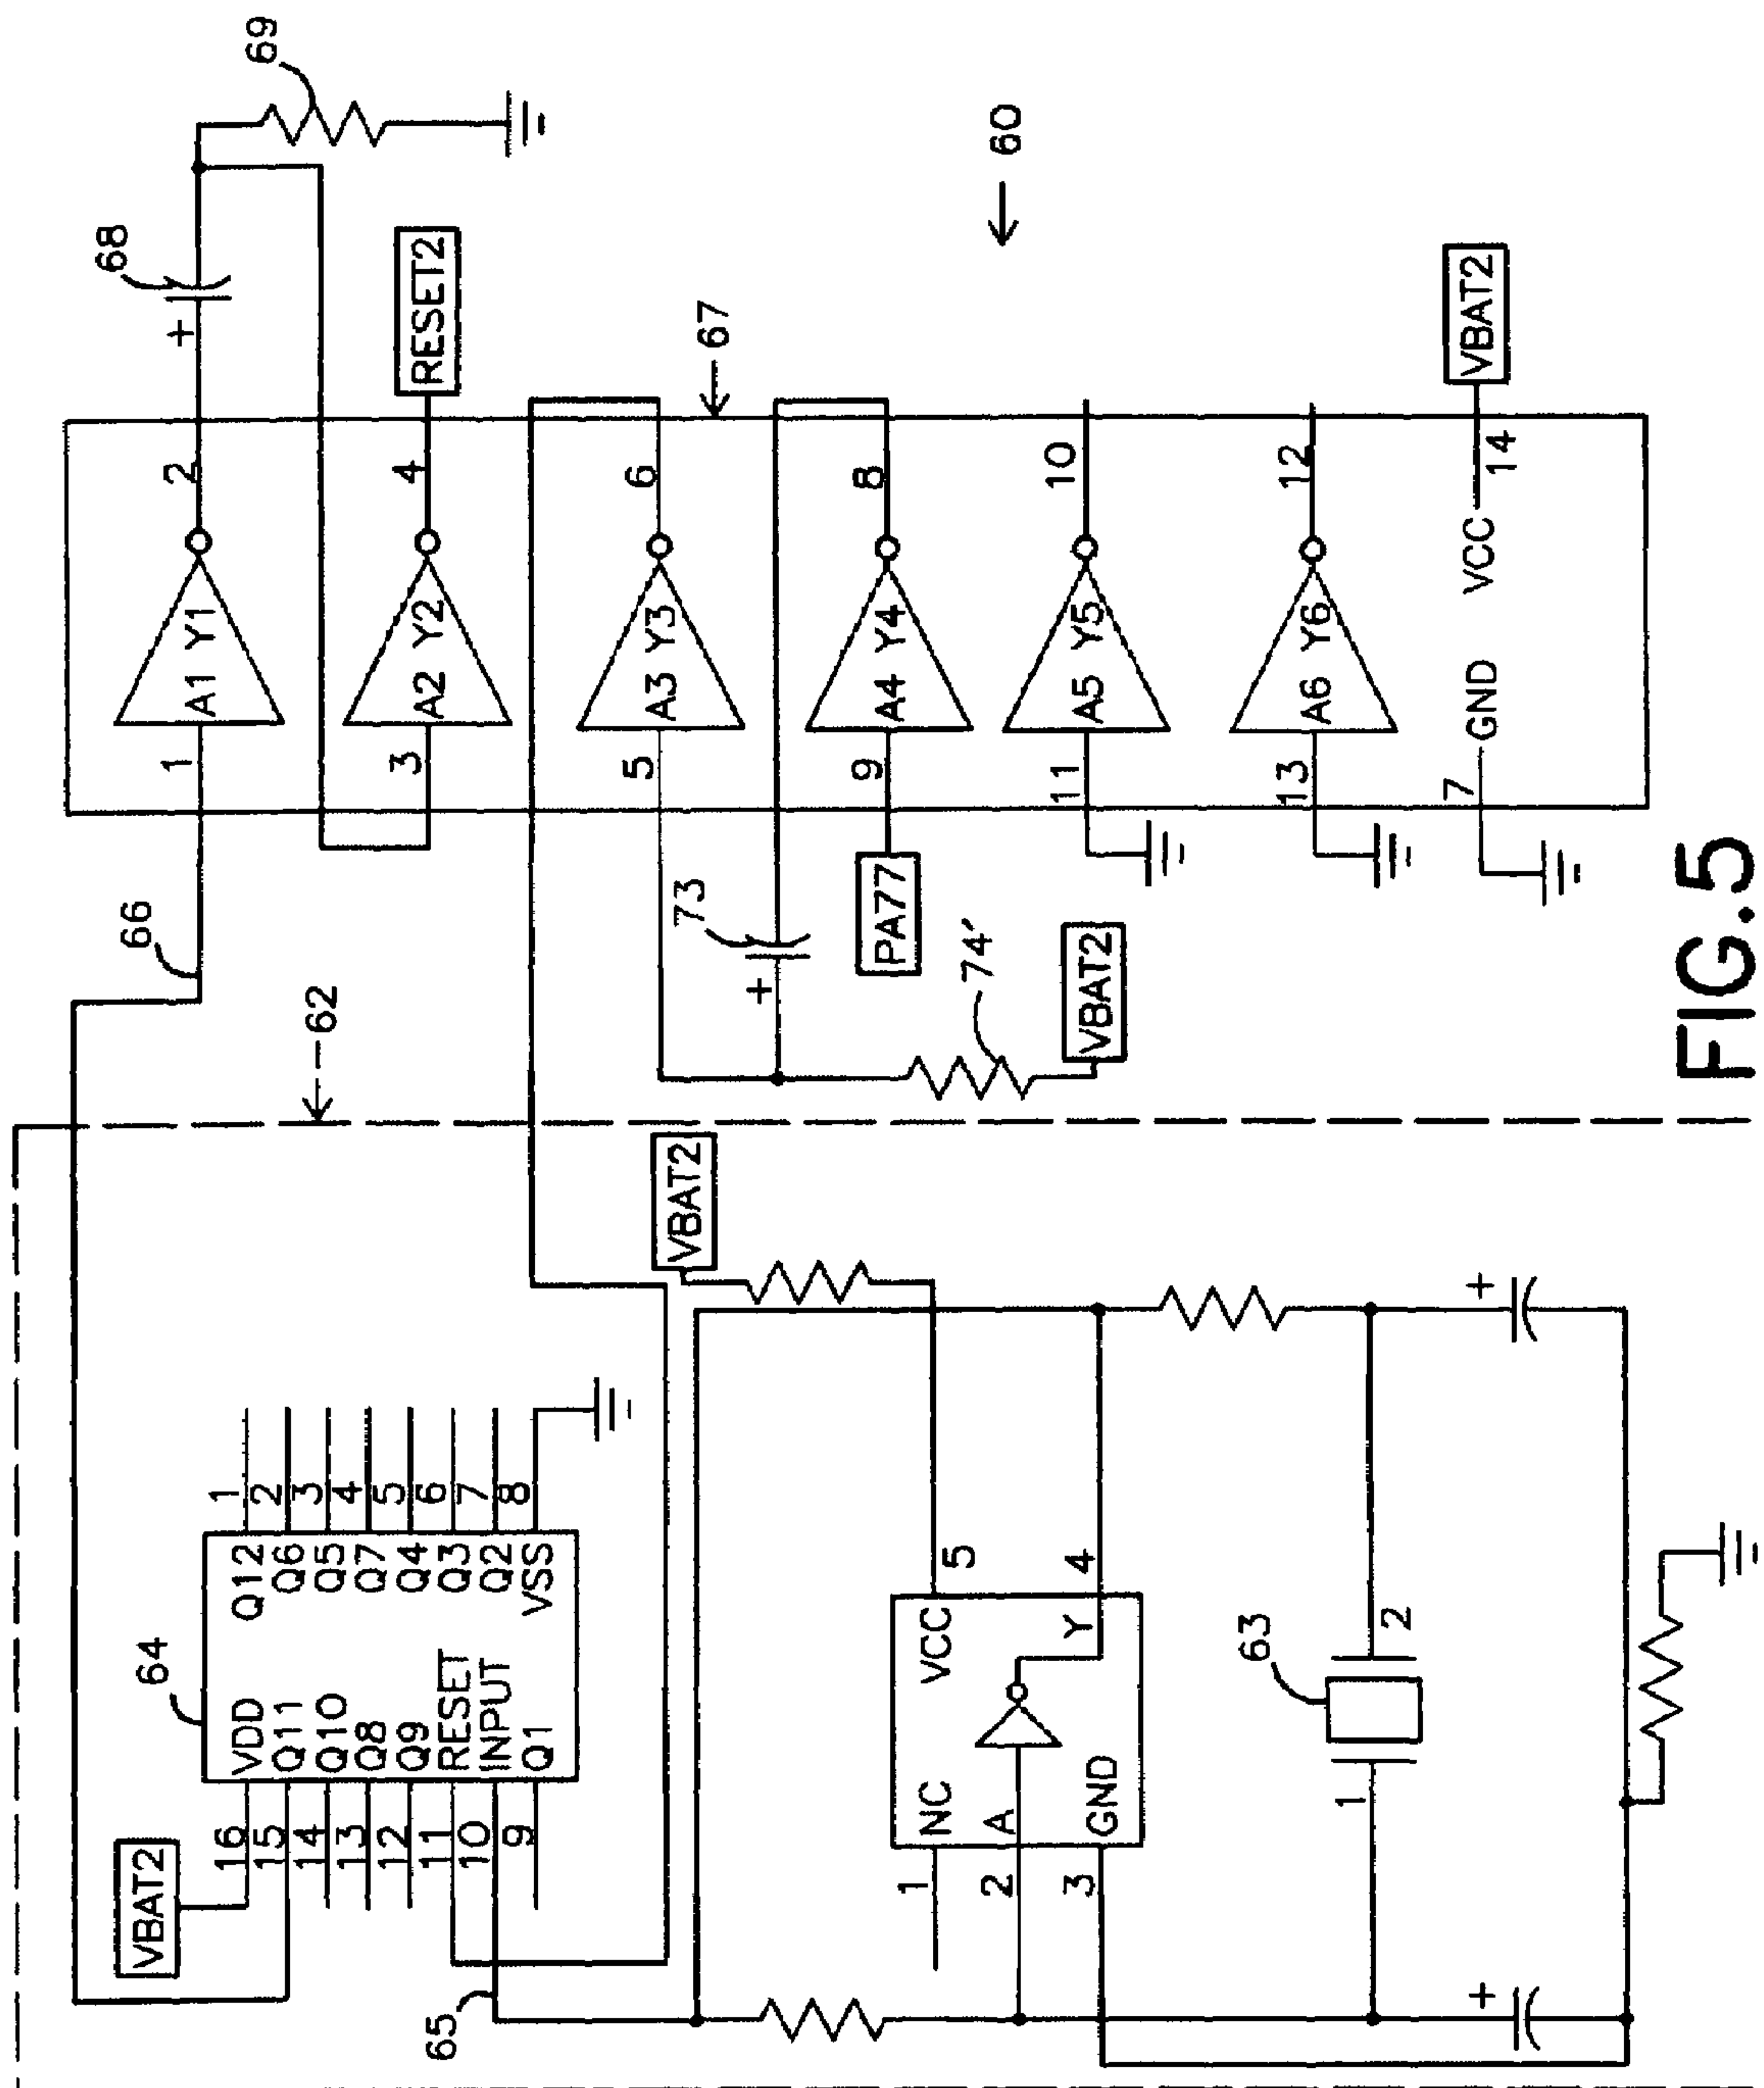 62
66
68
69
64
VBAT2
16 VDD Q12 1
15 Q11 Q6 2
14 Q10 Q5 3
13 Q8 Q7 4
12 Q9 Q4 5
11 RESET Q3 6
10 INPUT Q2 7
9 Q1 VSS 8
65
VBAT2
1 NC VCC 5
2 A Y 4
3 GND
63
1 2
+
+
1 A1 Y1 2
+
3 A2 Y2 4
RESET2
5 A3 Y3 6
67
73
+
PA77
9 A4 Y4 8
74'
VBAT2
11 A5 Y5 10
13 A6 Y6 12
7 GND VCC 14
VBAT2
60
FIG.5